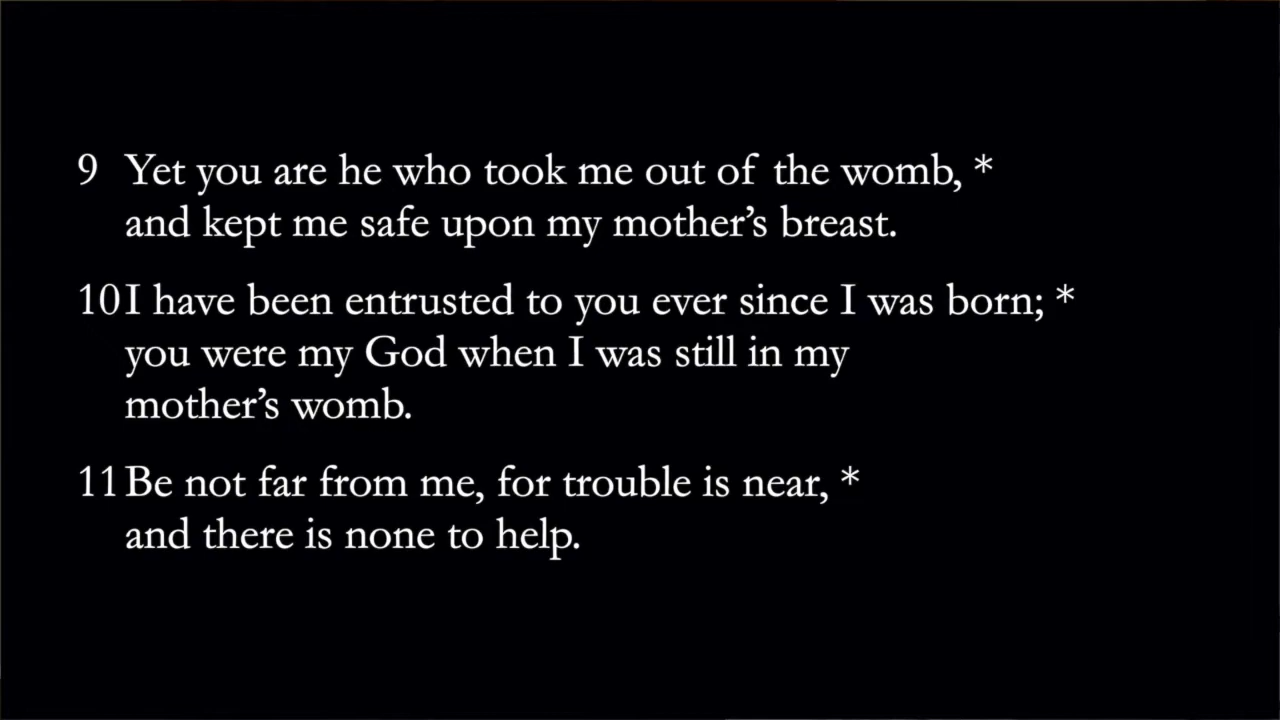 9 Yet you are he who took me out of the womb, *
and kept me safe upon my mother’s breast.
10 I have been entrusted to you ever since I was born; *
you were my God when I was still in my
mother’s womb.
11 Be not far from me, for trouble is near, *
and there is none to help.